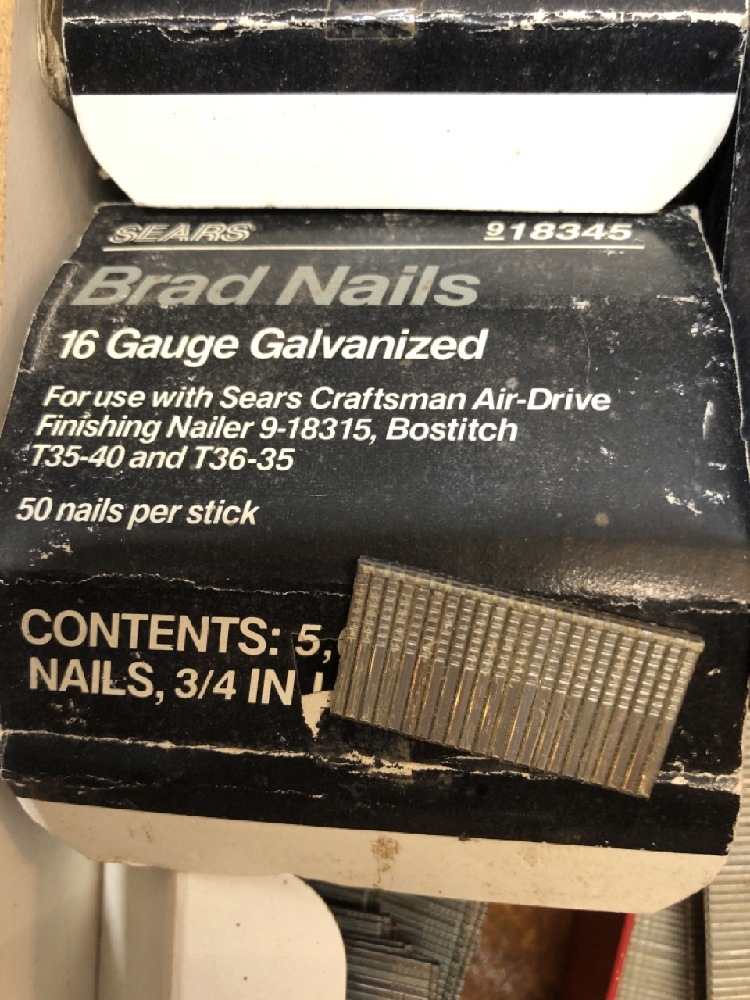 SEARS 918345
Brad Nails
16 Gauge Galvanized
For use with Sears Craftsman Air-Drive
Finishing Nailer 9-18315, Bostitch
T35-40 and T36-35
50 nails per stick
CONTENTS: 5,
NAILS, 3/4 IN